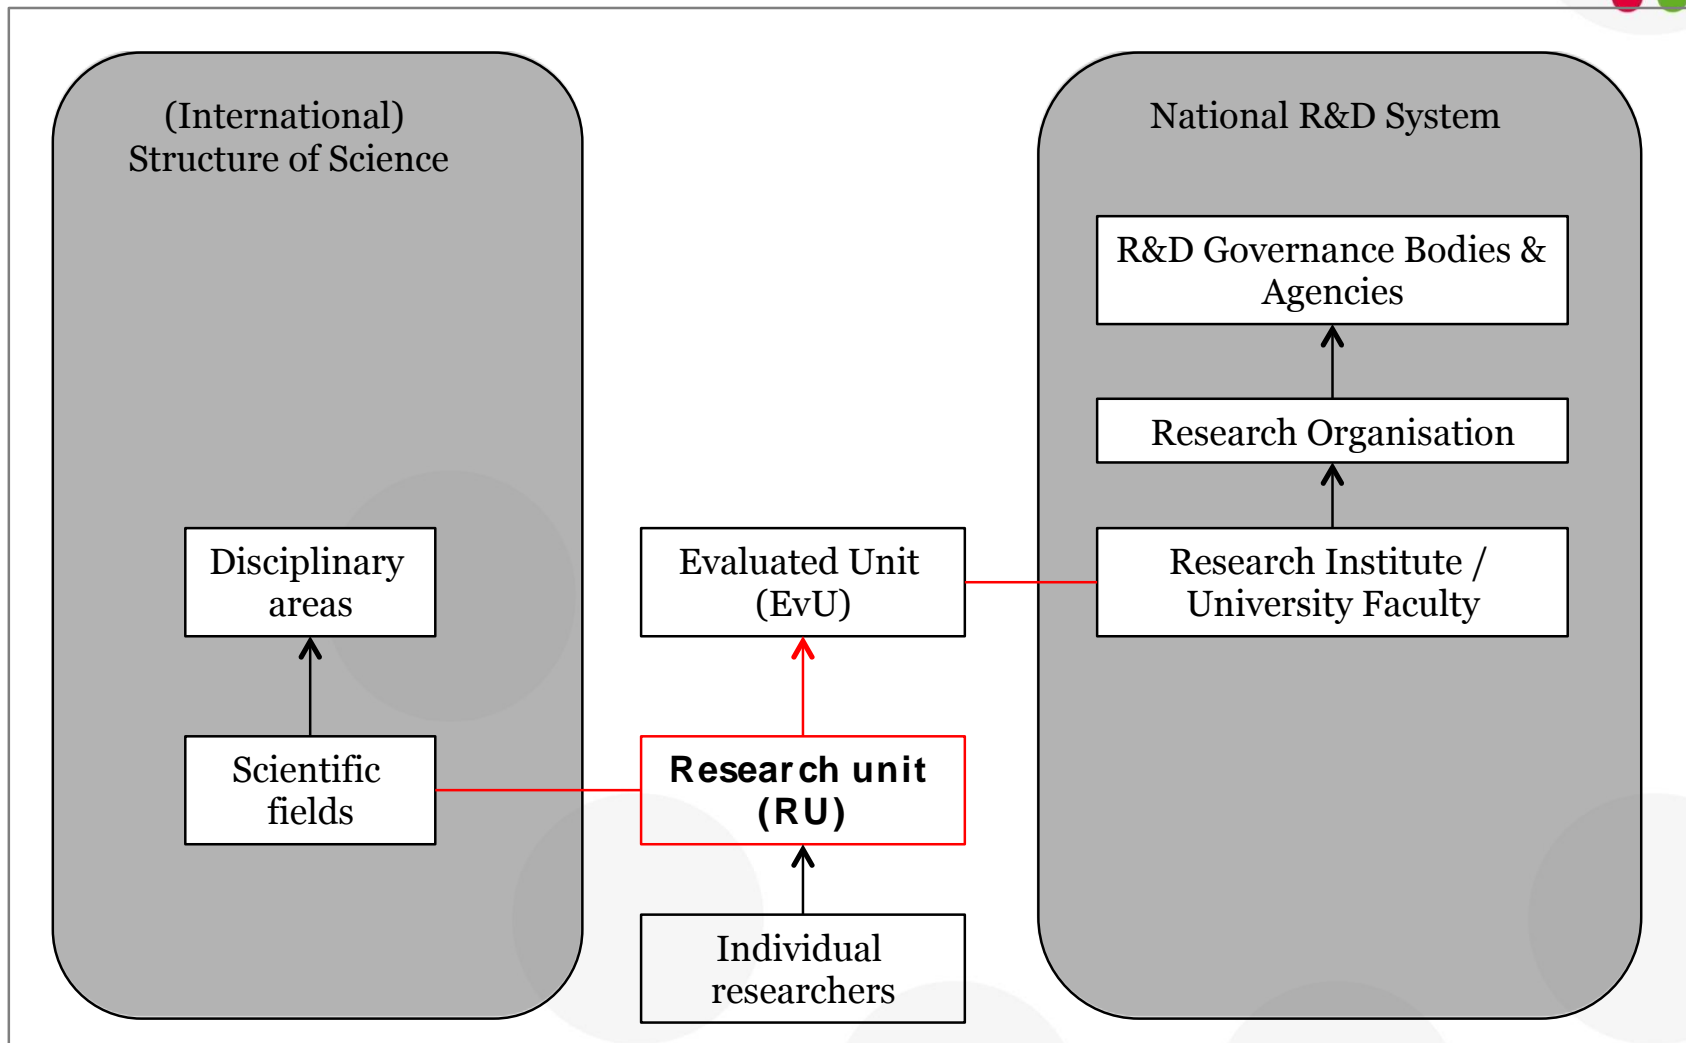 (International)
Structure of Science
National R&D System
R&D Governance Bodies &
Agencies
Research Organisation
Disciplinary
areas
Evaluated Unit
(EvU)
Research Institute /
University Faculty
Scientific
fields
Research unit
(RU)
Individual
researchers